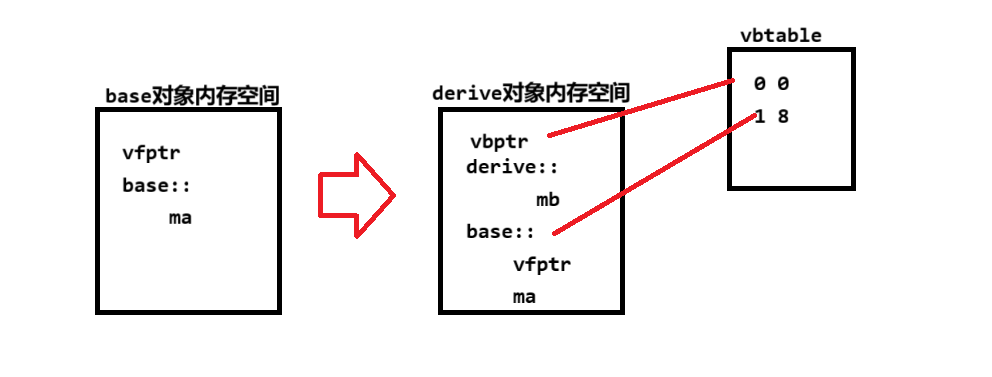 base对象内存空间
vfptr
base::
ma
derive对象内存空间
vbptr
derive::
mb
base::
vfptr
ma
vbtable
0 0
1 8